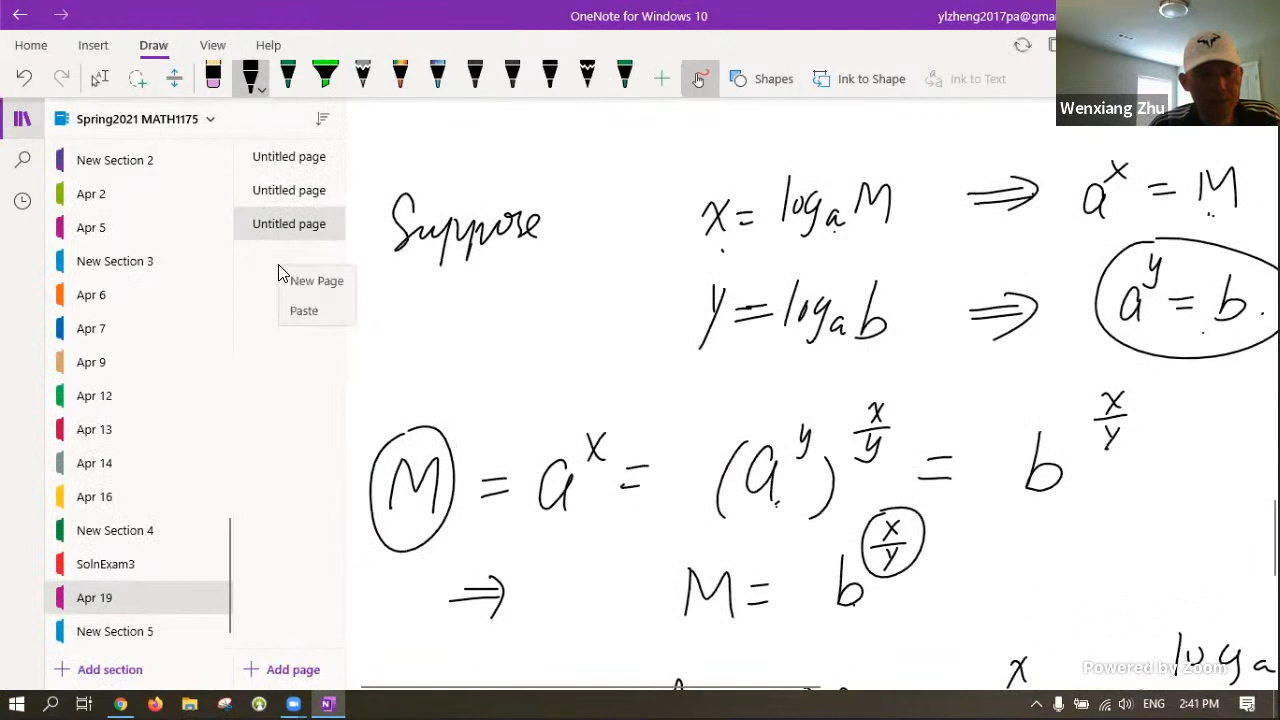 OneNote for Windows 10
ylzheng2017pa@gma
Home Insert Draw View Help
Shapes Ink to Shape Ink to Text
Wenxiang Zhu
Spring2021 MATH1175
New Section 2
Apr 2
Apr 5
New Section 3
Apr 6
Apr 7
Apr 9
Apr 12
Apr 13
Apr 14
Apr 16
New Section 4
SolnExam3
Apr 19
New Section 5
Add section
Untitled page
Untitled page
Untitled page
New Page
Paste
Add page
Suppose x = log_a M ⟹ a^x = M
y = log_a b ⟹ a^y = b.
M = a^x = (a^y)^(x/y) = b^(x/y)
⇒ M = b^(x/y)
x log a
Powered by Zoom
ENG 2:41 PM